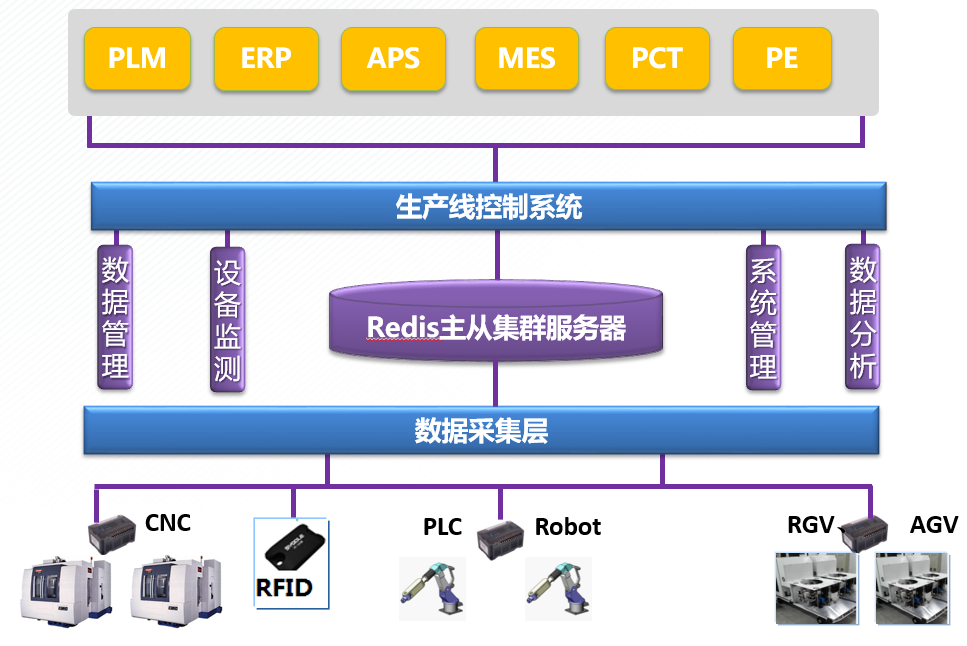 PLM
ERP
APS
MES
PCT
PE
生产线控制系统
数据管理
设备监测
Redis主从集群服务器
系统管理
数据分析
数据采集层
CNC
RFID
PLC
Robot
RGV
AGV